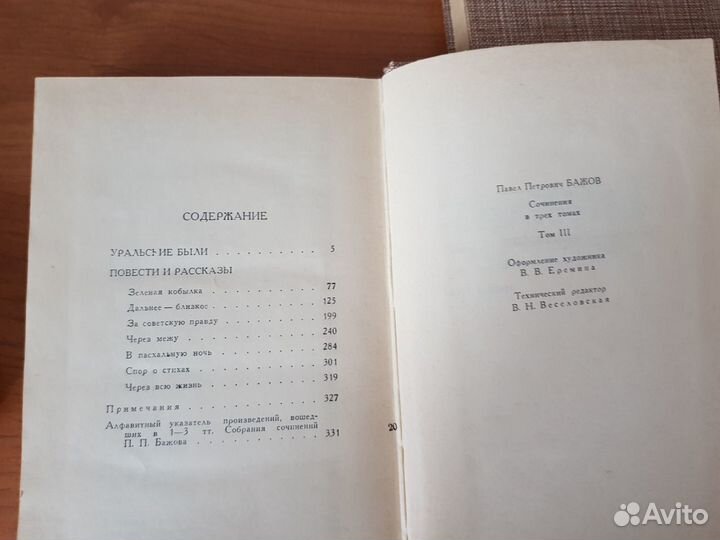 СОДЕРЖАНИЕ
УРАЛЬСКИЕ БЫЛИ . . . . . . . . . . 5
ПОВЕСТИ И РАССКАЗЫ
Зеленая кобылка . . . . . . . . . . 77
Дальнее — близкое . . . . . . . . . . 125
За советскую правду . . . . . . . . . . 199
Через межу . . . . . . . . . . 240
В пасхальную ночь . . . . . . . . . . 284
Спор о стихах . . . . . . . . . . 301
Через всю жизнь . . . . . . . . . . 319
Примечания . . . . . . . . . . 327
Алфавитный указатель произведений, вошед-
ших в 1—3 тт. Собрания сочинений
П. П. Бажова . . . . . . . . . . 331
20
Павел Петрович БАЖОВ
Сочинения
в трех томах
Том III
Оформление художника
В. В. Еремина
Технический редактор
В. Н. Веселовская
Avito